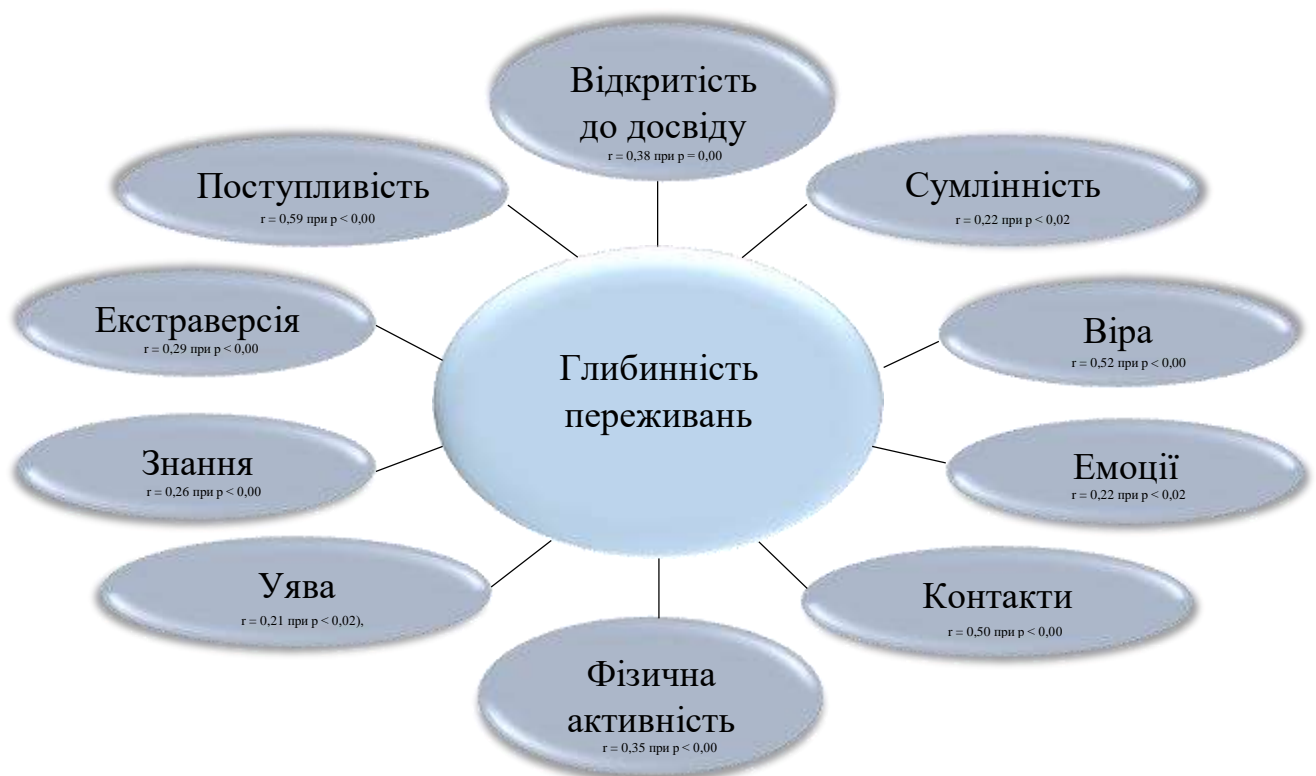 Відкритість
до досвіду
r = 0,38 при p = 0,00
Поступливість
r = 0,59 при p < 0,00
Сумлінність
r = 0,22 при p < 0,02
Екстраверсія
r = 0,29 при p < 0,00
Віра
r = 0,52 при p < 0,00
Глибинність
переживань
Знання
r = 0,26 при p < 0,00
Емоції
r = 0,22 при p < 0,02
Уява
r = 0,21 при p < 0,02),
Контакти
r = 0,50 при p < 0,00
Фізична
активність
r = 0,35 при p < 0,00